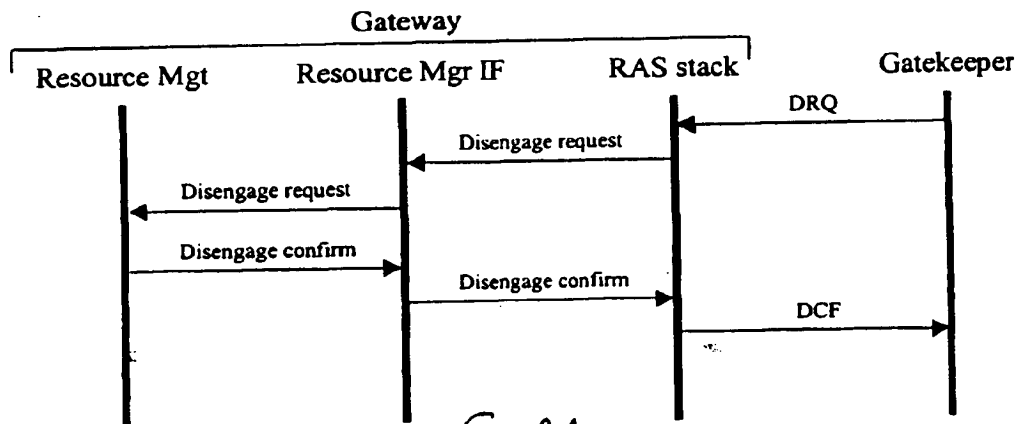 Gateway
Resource Mgt
Resource Mgr IF
RAS stack
Gatekeeper
DRQ
Disengage request
Disengage request
Disengage confirm
Disengage confirm
DCF